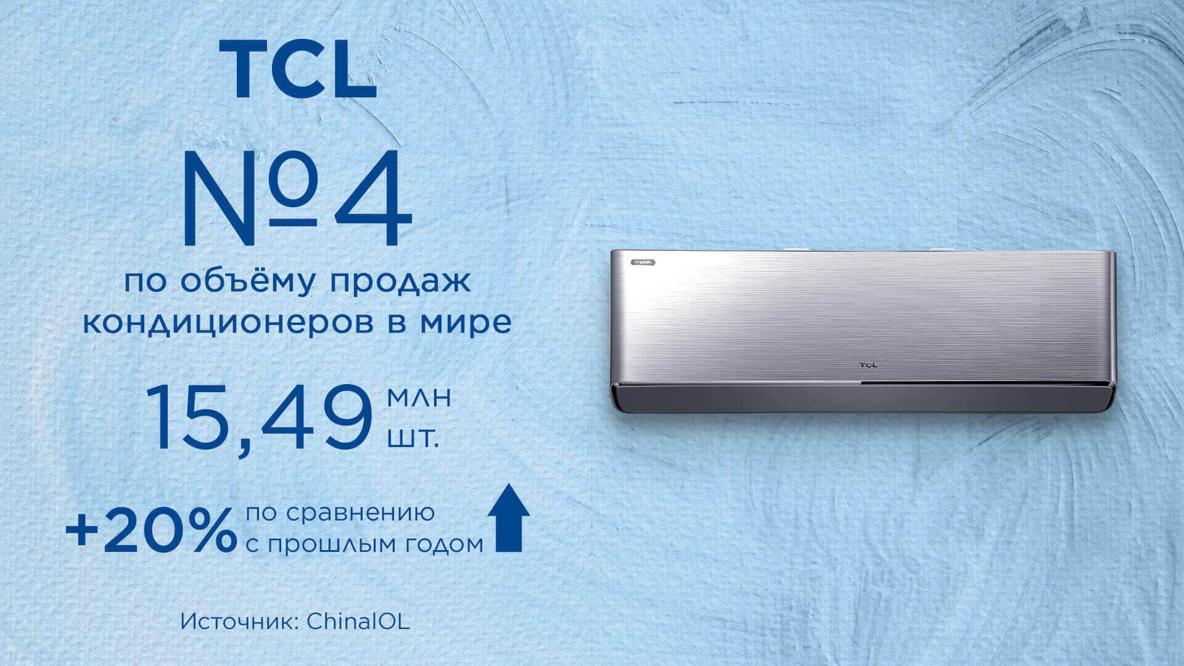 TCL
№4
по объёму продаж
кондиционеров в мире
15,49 млн
шт.
+20% по сравнению
с прошлым годом
Источник: ChinaIOL
TCL